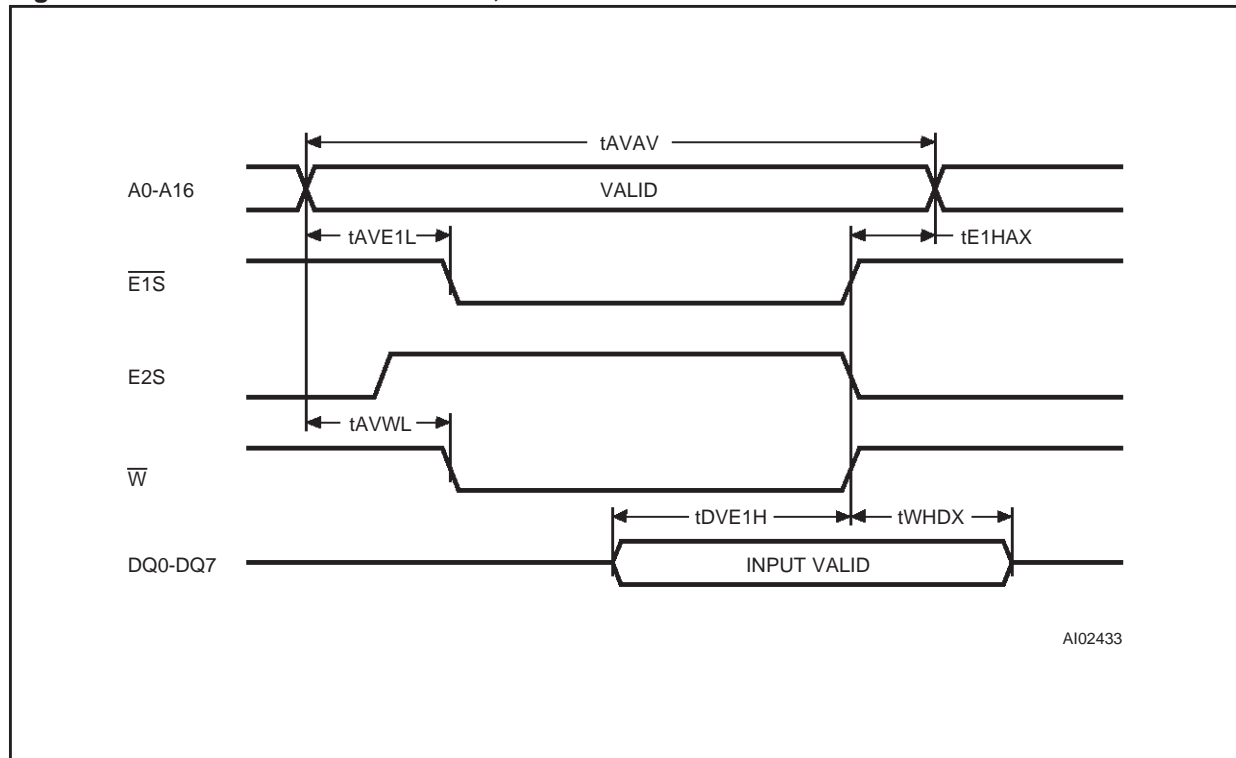 tAVAV
A0-A16
VALID
tAVE1L
tE1HAX
E1S
E2S
tAVWL
W
tDVE1H
tWHDX
DQ0-DQ7
INPUT VALID
AI02433